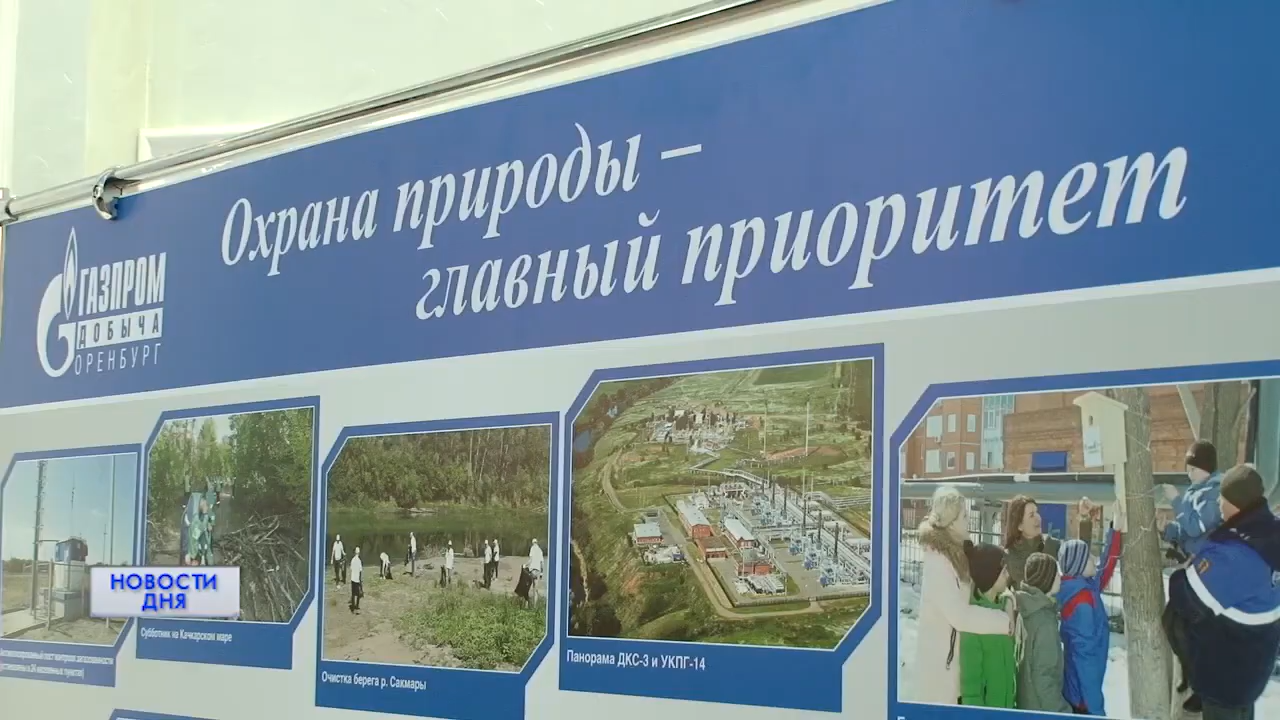 Охрана природы –
главный приоритет
ГАЗПРОМ
ДОБЫЧА
ОРЕНБУРГ
НОВОСТИ
ДНЯ
Субботник на Качкарском маре
Очистка берега р. Сакмары
Панорама ДКС-3 и УКПГ-14